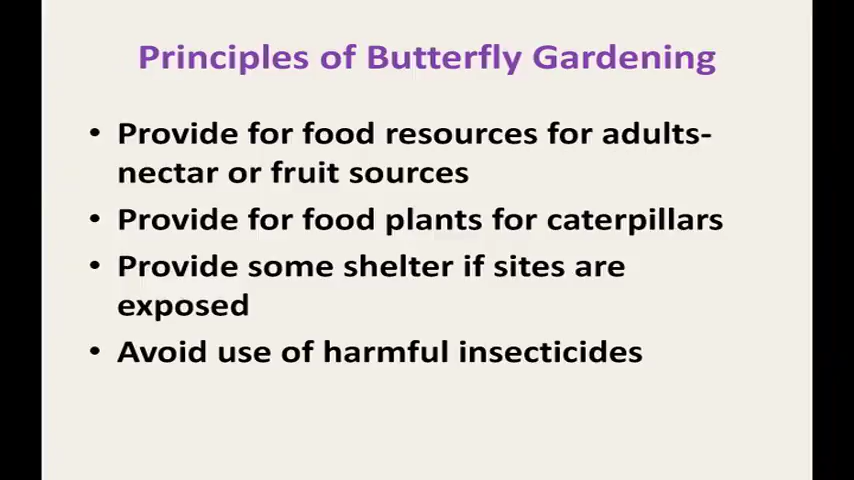 Principles of Butterfly Gardening
• Provide for food resources for adults-
nectar or fruit sources
• Provide for food plants for caterpillars
• Provide some shelter if sites are
exposed
• Avoid use of harmful insecticides